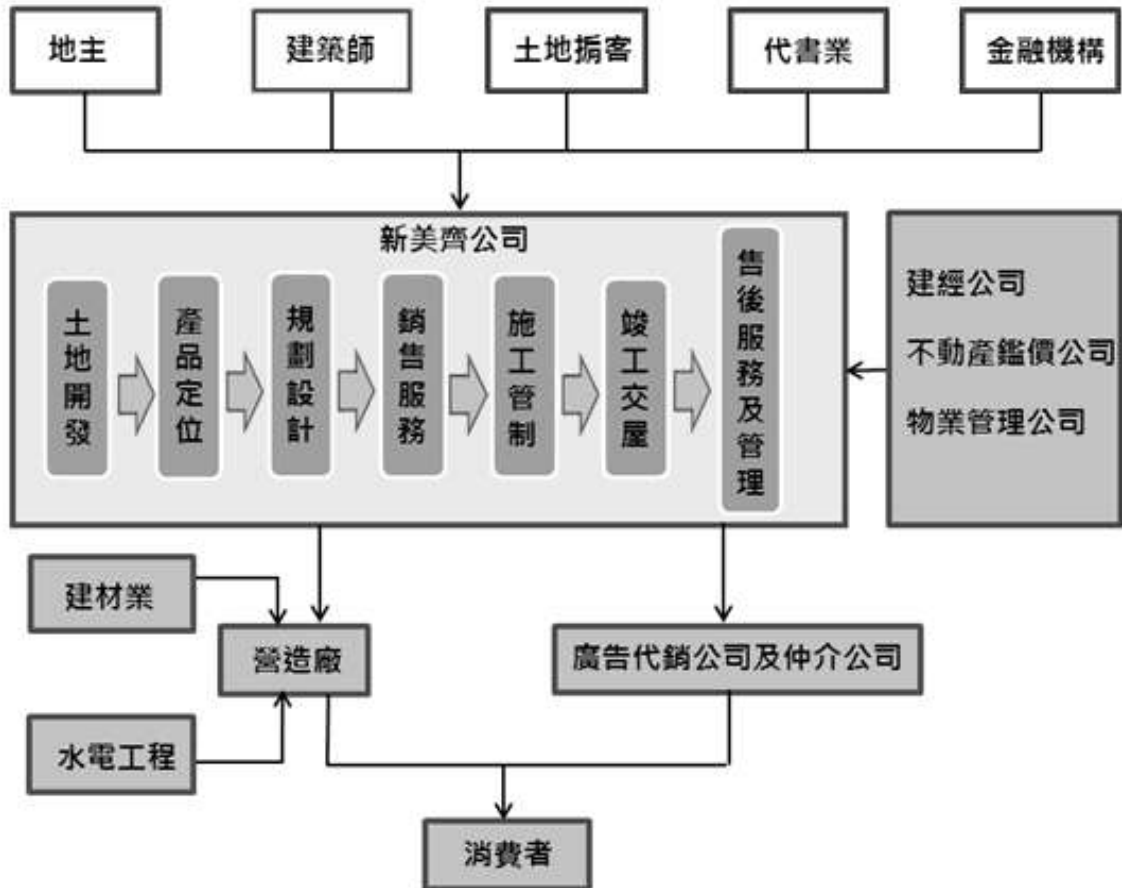 地主
建築師
土地掮客
代書業
金融機構
新美齊公司
土地開發
產品定位
規劃設計
銷售服務
施工管制
竣工交屋
售後服務及管理
建經公司
不動產鑑價公司
物業管理公司
建材業
營造廠
廣告代銷公司及仲介公司
水電工程
消費者